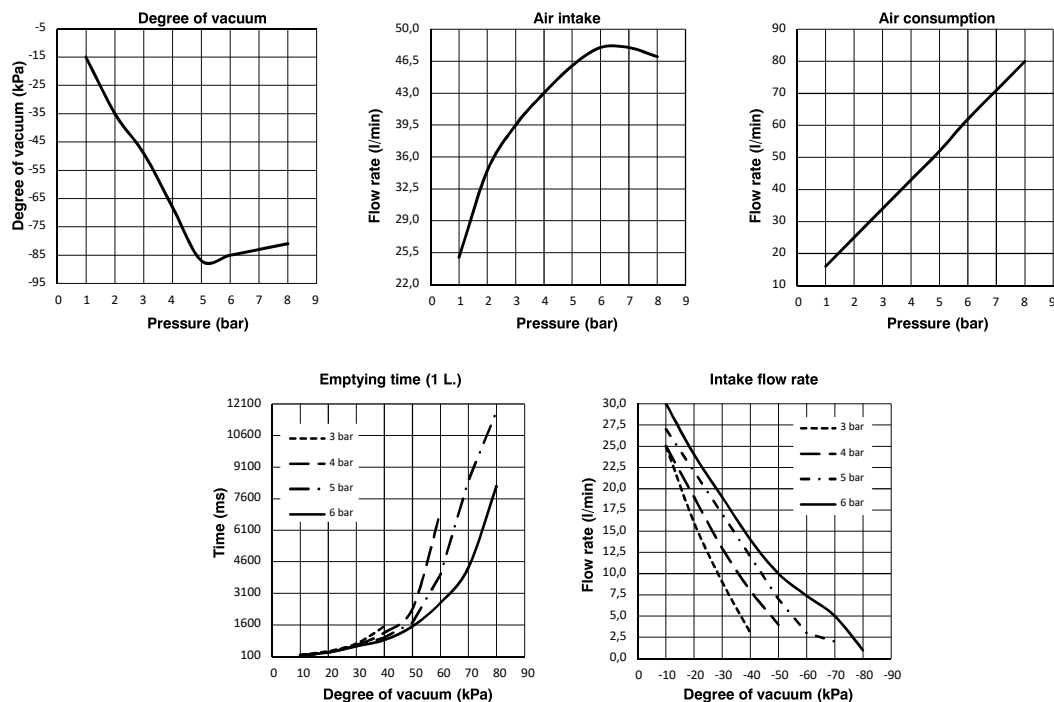 Degree of vacuum
-5
-15
-25
-35
-45
-55
-65
-75
-85
-95
Degree of vacuum (kPa)
0 1 2 3 4 5 6 7 8 9
Pressure (bar)
Air intake
50,0
46,5
43,0
39,5
36,0
32,5
29,0
25,5
22,0
Flow rate (l/min)
0 1 2 3 4 5 6 7 8 9
Pressure (bar)
Air consumption
90
80
70
60
50
40
30
20
10
Flow rate (l/min)
0 1 2 3 4 5 6 7 8 9
Pressure (bar)
Emptying time (1 L.)
12100
10600
9100
7600
6100
4600
3100
1600
100
Time (ms)
3 bar
4 bar
5 bar
6 bar
0 10 20 30 40 50 60 70 80 90
Degree of vacuum (kPa)
Intake flow rate
30,0
27,5
25,0
22,5
20,0
17,5
15,0
12,5
10,0
7,5
5,0
2,5
0,0
Flow rate (l/min)
3 bar
4 bar
5 bar
6 bar
0 -10 -20 -30 -40 -50 -60 -70 -80 -90
Degree of vacuum (kPa)